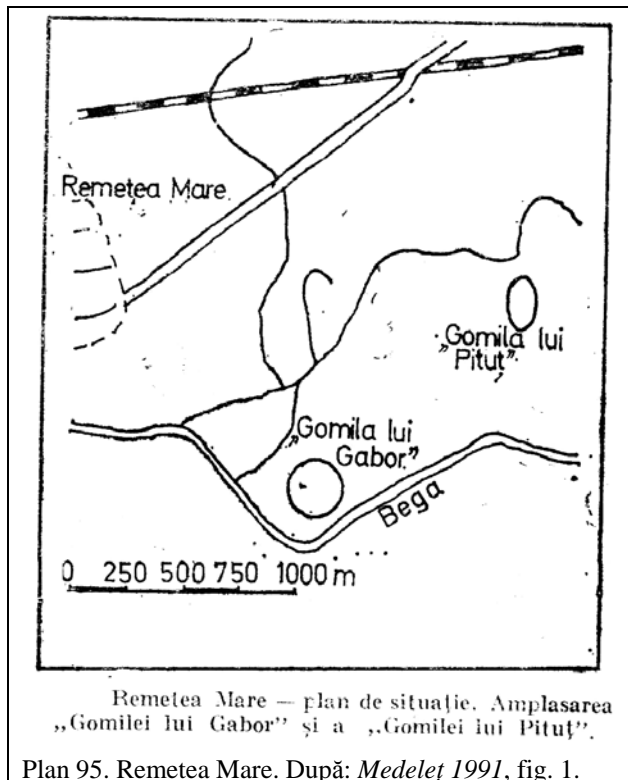 Remetea Mare
„Gomila lui
Pitut”
„Gomila lui
Gabor”
Bega
0 250 500 750 1000 m
Remetea Mare — plan de situație. Amplasarea
„Gomilei lui Gabor” și a „Gomilei lui Pituț”.
Plan 95. Remetea Mare. După: Medeleț 1991, fig. 1.